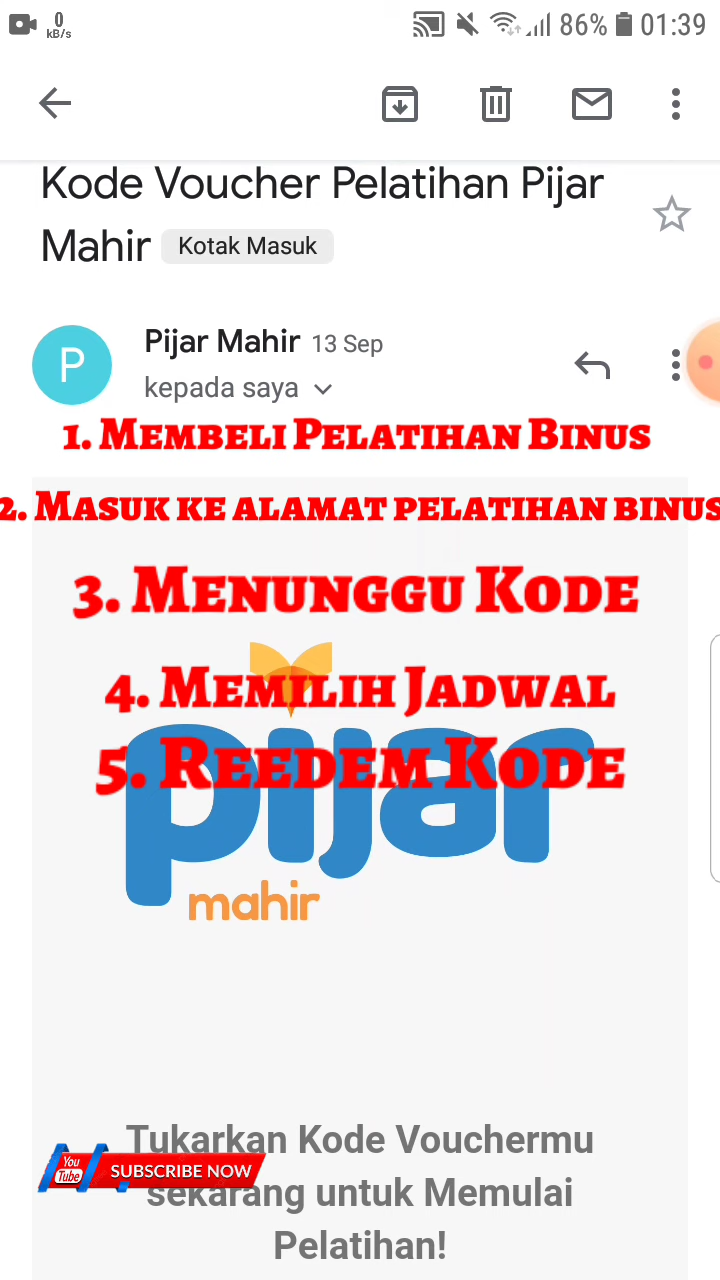 0
kB/s
86% 01:39
Kode Voucher Pelatihan Pijar
Mahir Kotak Masuk
P
Pijar Mahir 13 Sep
kepada saya
1. Membeli Pelatihan Binus
2. Masuk ke alamat pelatihan binus
3. Menunggu Kode
4. Memilih Jadwal
5. Reedem Kode
pijar
mahir
Tukarkan Kode Vouchermu
You
Tube
SUBSCRIBE NOW
sekarang untuk Memulai
Pelatihan!